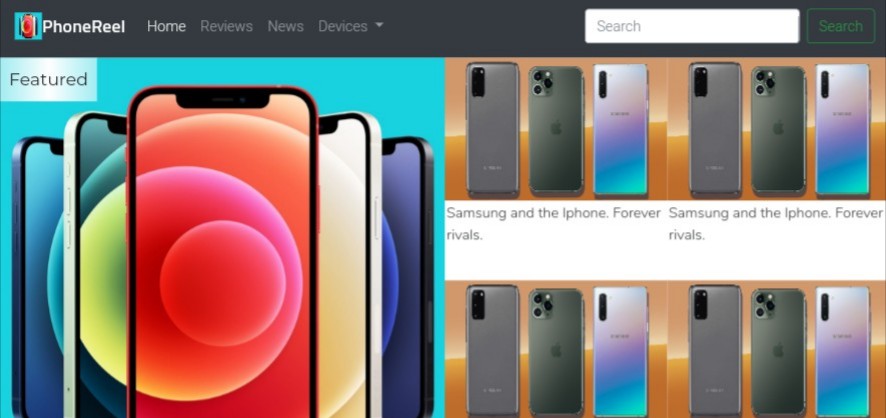 PhoneReel Home Reviews News Devices Search Search
Featured
Samsung and the Iphone. Forever
rivals.
Samsung and the Iphone. Forever
rivals.